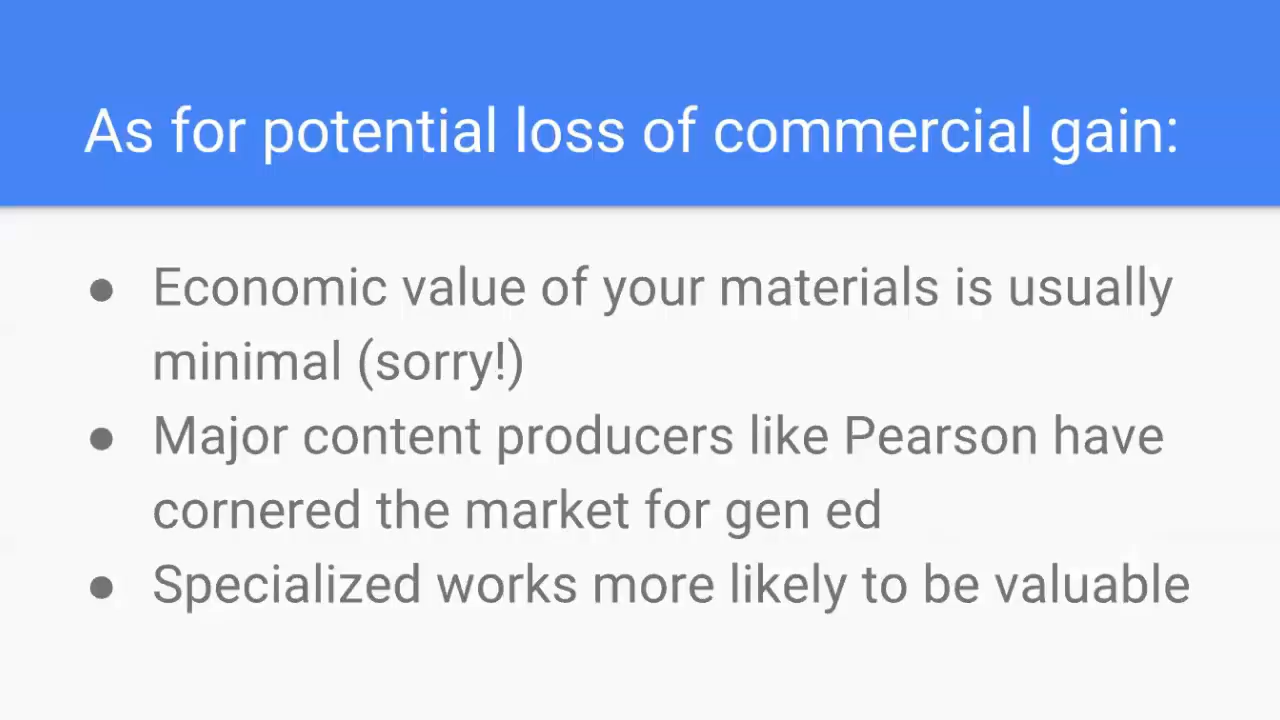 As for potential loss of commercial gain:
● Economic value of your materials is usually
minimal (sorry!)
● Major content producers like Pearson have
cornered the market for gen ed
● Specialized works more likely to be valuable